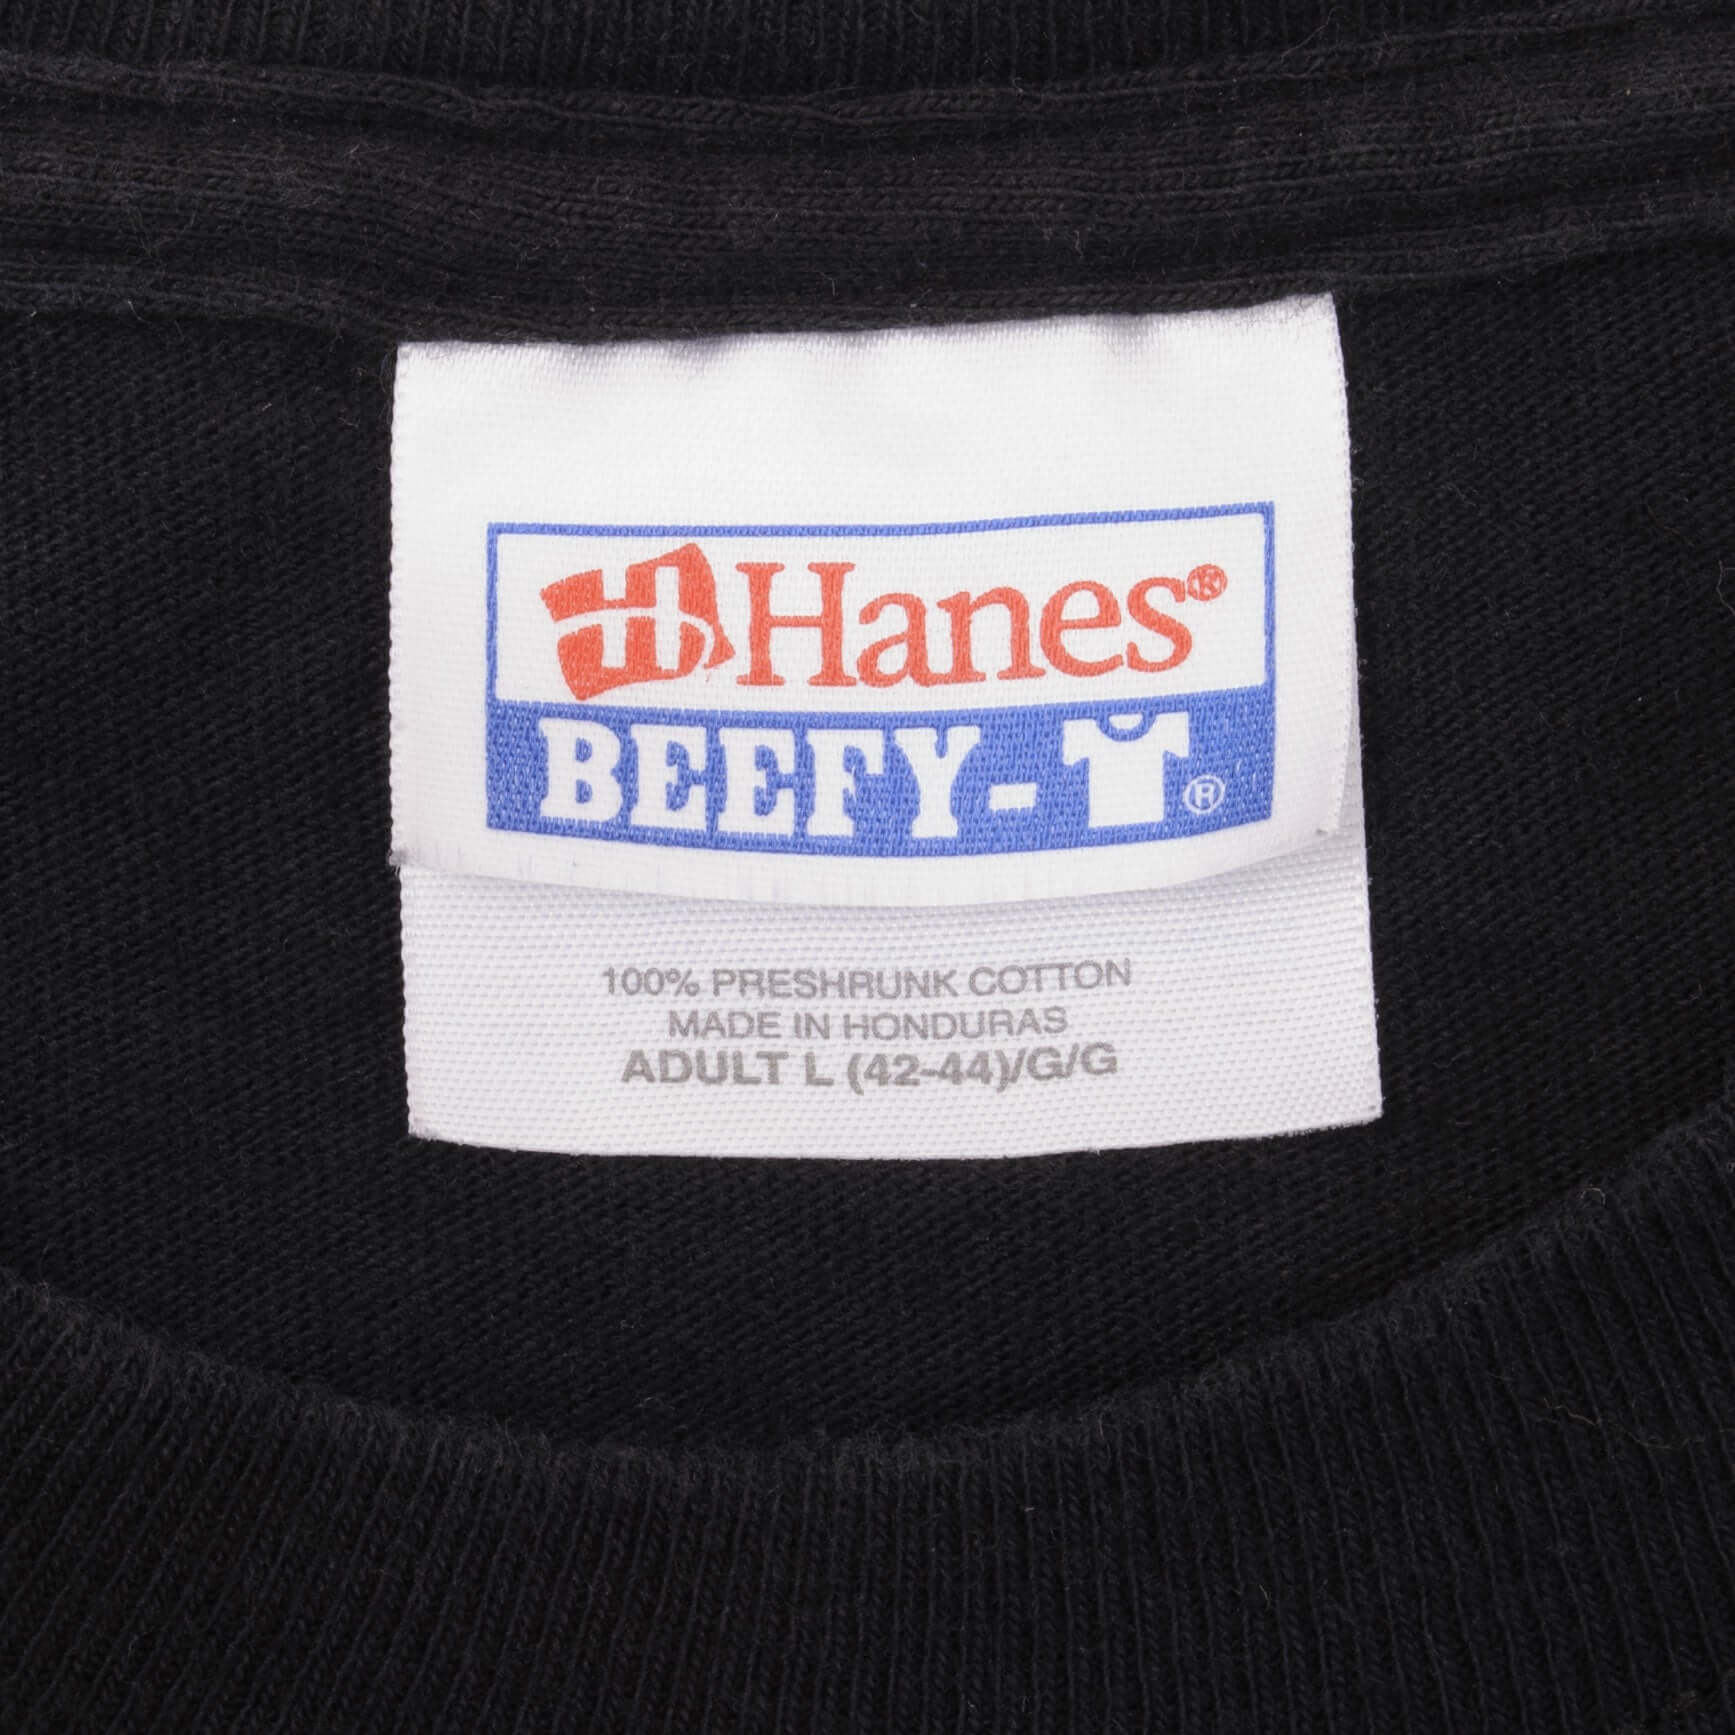 Hanes®
BEEFY-T®
100% PRESHRUNK COTTON
MADE IN HONDURAS
ADULT L (42-44)/G/G